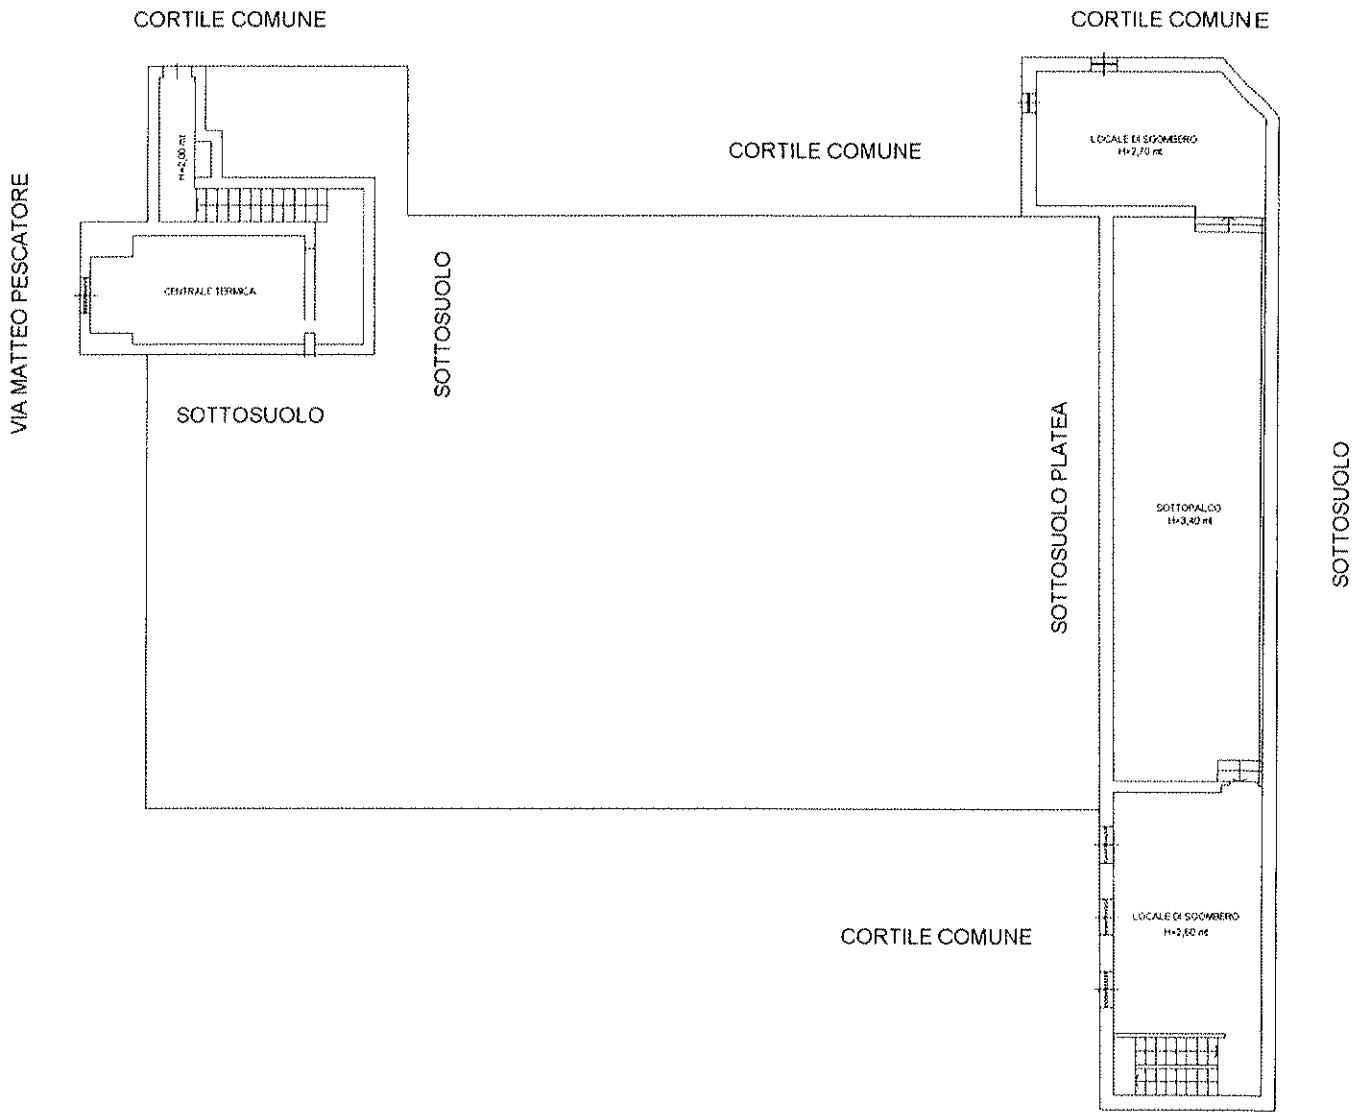 CORTILE COMUNE
CORTILE COMUNE
H=2,00 mt
LOCALE DI SGOMBERO
H=2,70 mt
CORTILE COMUNE
VIA MATTEO PESCATORE
CENTRALE TERMICA
SOTTOSUOLO
SOTTOSUOLO
SOTTOSUOLO PLATEA
SOTTOPALCO
H=3,40 mt
SOTTOSUOLO
LOCALE DI SGOMBERO
H=2,60 mt
CORTILE COMUNE